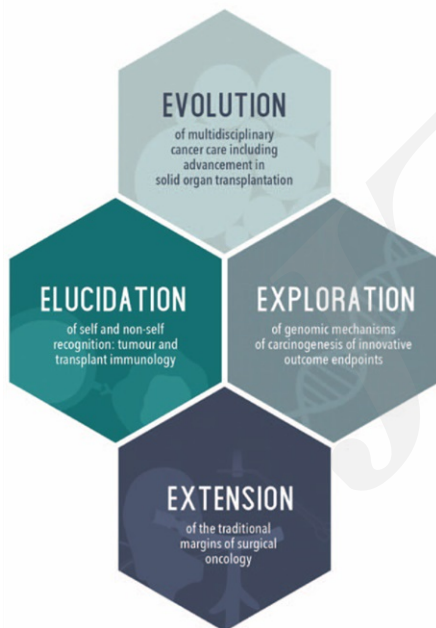 EVOLUTION
of multidisciplinary
cancer care including
advancement in
solid organ transplantation
ELUCIDATION
of self and non-self
recognition: tumour and
transplant immunology
EXPLORATION
of genomic mechanisms
of carcinogenesis of innovative
outcome endpoints
EXTENSION
of the traditional
margins of surgical
oncology